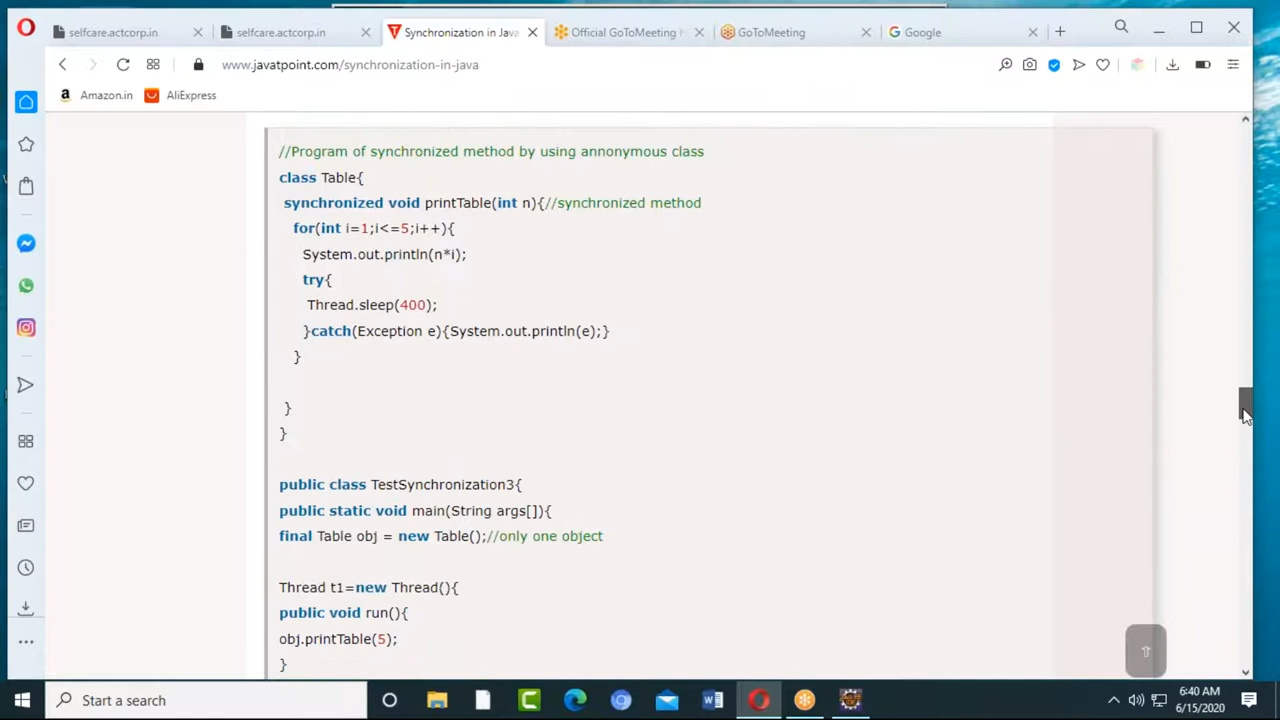 selfcare.actcorp.in
selfcare.actcorp.in
Synchronization in Java
Official GoToMeeting
GoToMeeting
Google
www.javatpoint.com/synchronization-in-java
Amazon.in
AliExpress
//Program of synchronized method by using annonymous class
class Table{
synchronized void printTable(int n){//synchronized method
for(int i=1;i<=5;i++){
System.out.println(n*i);
try{
Thread.sleep(400);
}catch(Exception e){System.out.println(e);}
}
}
}
public class TestSynchronization3{
public static void main(String args[]){
final Table obj = new Table();//only one object
Thread t1=new Thread(){
public void run(){
obj.printTable(5);
}
Start a search
6:40 AM
6/15/2020